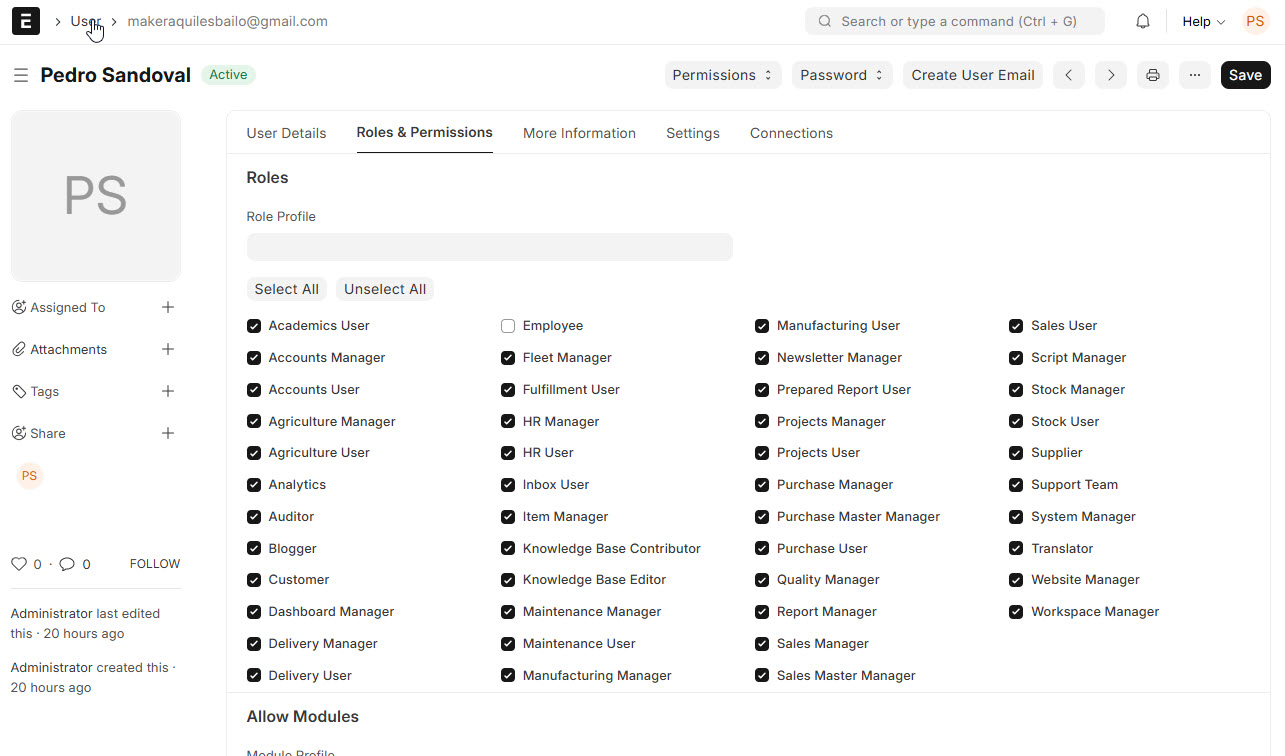 E
User
makeraquilesbailo@gmail.com
Search or type a command (Ctrl + G)
Help
PS
Pedro Sandoval
Active
Permissions
Password
Create User Email
Save
PS
Assigned To
Attachments
Tags
Share
PS
0 · 0
FOLLOW
Administrator last edited
this · 20 hours ago
Administrator created this ·
20 hours ago
User Details
Roles & Permissions
More Information
Settings
Connections
Roles
Role Profile
Select All
Unselect All
Academics User
Accounts Manager
Accounts User
Agriculture Manager
Agriculture User
Analytics
Auditor
Blogger
Customer
Dashboard Manager
Delivery Manager
Delivery User
Employee
Fleet Manager
Fulfillment User
HR Manager
HR User
Inbox User
Item Manager
Knowledge Base Contributor
Knowledge Base Editor
Maintenance Manager
Maintenance User
Manufacturing Manager
Manufacturing User
Newsletter Manager
Prepared Report User
Projects Manager
Projects User
Purchase Manager
Purchase Master Manager
Purchase User
Quality Manager
Report Manager
Sales Manager
Sales Master Manager
Sales User
Script Manager
Stock Manager
Stock User
Supplier
Support Team
System Manager
Translator
Website Manager
Workspace Manager
Allow Modules
Module Profile